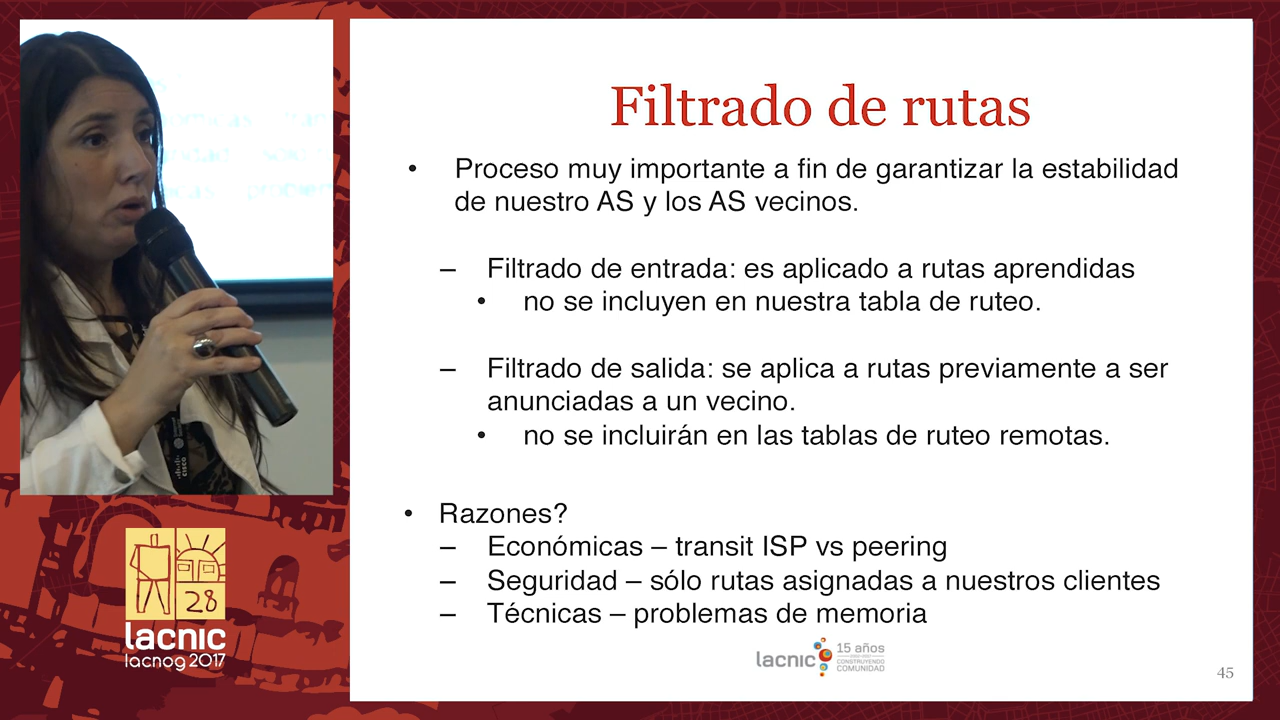 Filtrado de rutas
• Proceso muy importante a fin de garantizar la estabilidad
de nuestro AS y los AS vecinos.
– Filtrado de entrada: es aplicado a rutas aprendidas
• no se incluyen en nuestra tabla de ruteo.
– Filtrado de salida: se aplica a rutas previamente a ser
anunciadas a un vecino.
• no se incluirán en las tablas de ruteo remotas.
• Razones?
– Económicas – transit ISP vs peering
– Seguridad – sólo rutas asignadas a nuestros clientes
– Técnicas – problemas de memoria
lacnic
15 años
CONSTRUYENDO
COMUNIDAD
45
28
lacnic
lacnog 2017
CISCO